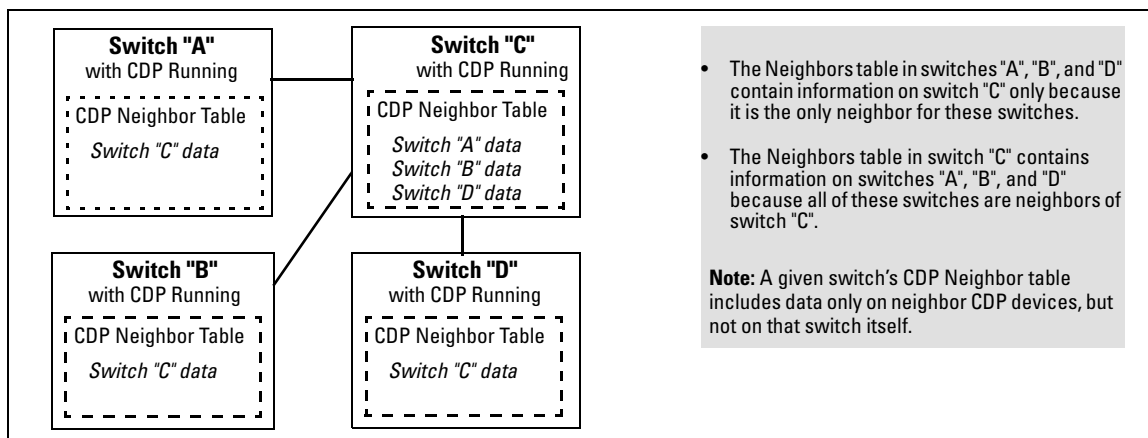 Switch "A"
with CDP Running
CDP Neighbor Table
Switch "C" data
Switch "C"
with CDP Running
CDP Neighbor Table
Switch "A" data
Switch "B" data
Switch "D" data
Switch "B"
with CDP Running
CDP Neighbor Table
Switch "C" data
Switch "D"
with CDP Running
CDP Neighbor Table
Switch "C" data
• The Neighbors table in switches "A", "B", and "D"
contain information on switch "C" only because
it is the only neighbor for these switches.
• The Neighbors table in switch "C" contains
information on switches "A", "B", and "D"
because all of these switches are neighbors of
switch "C".
Note: A given switch’s CDP Neighbor table
includes data only on neighbor CDP devices, but
not on that switch itself.